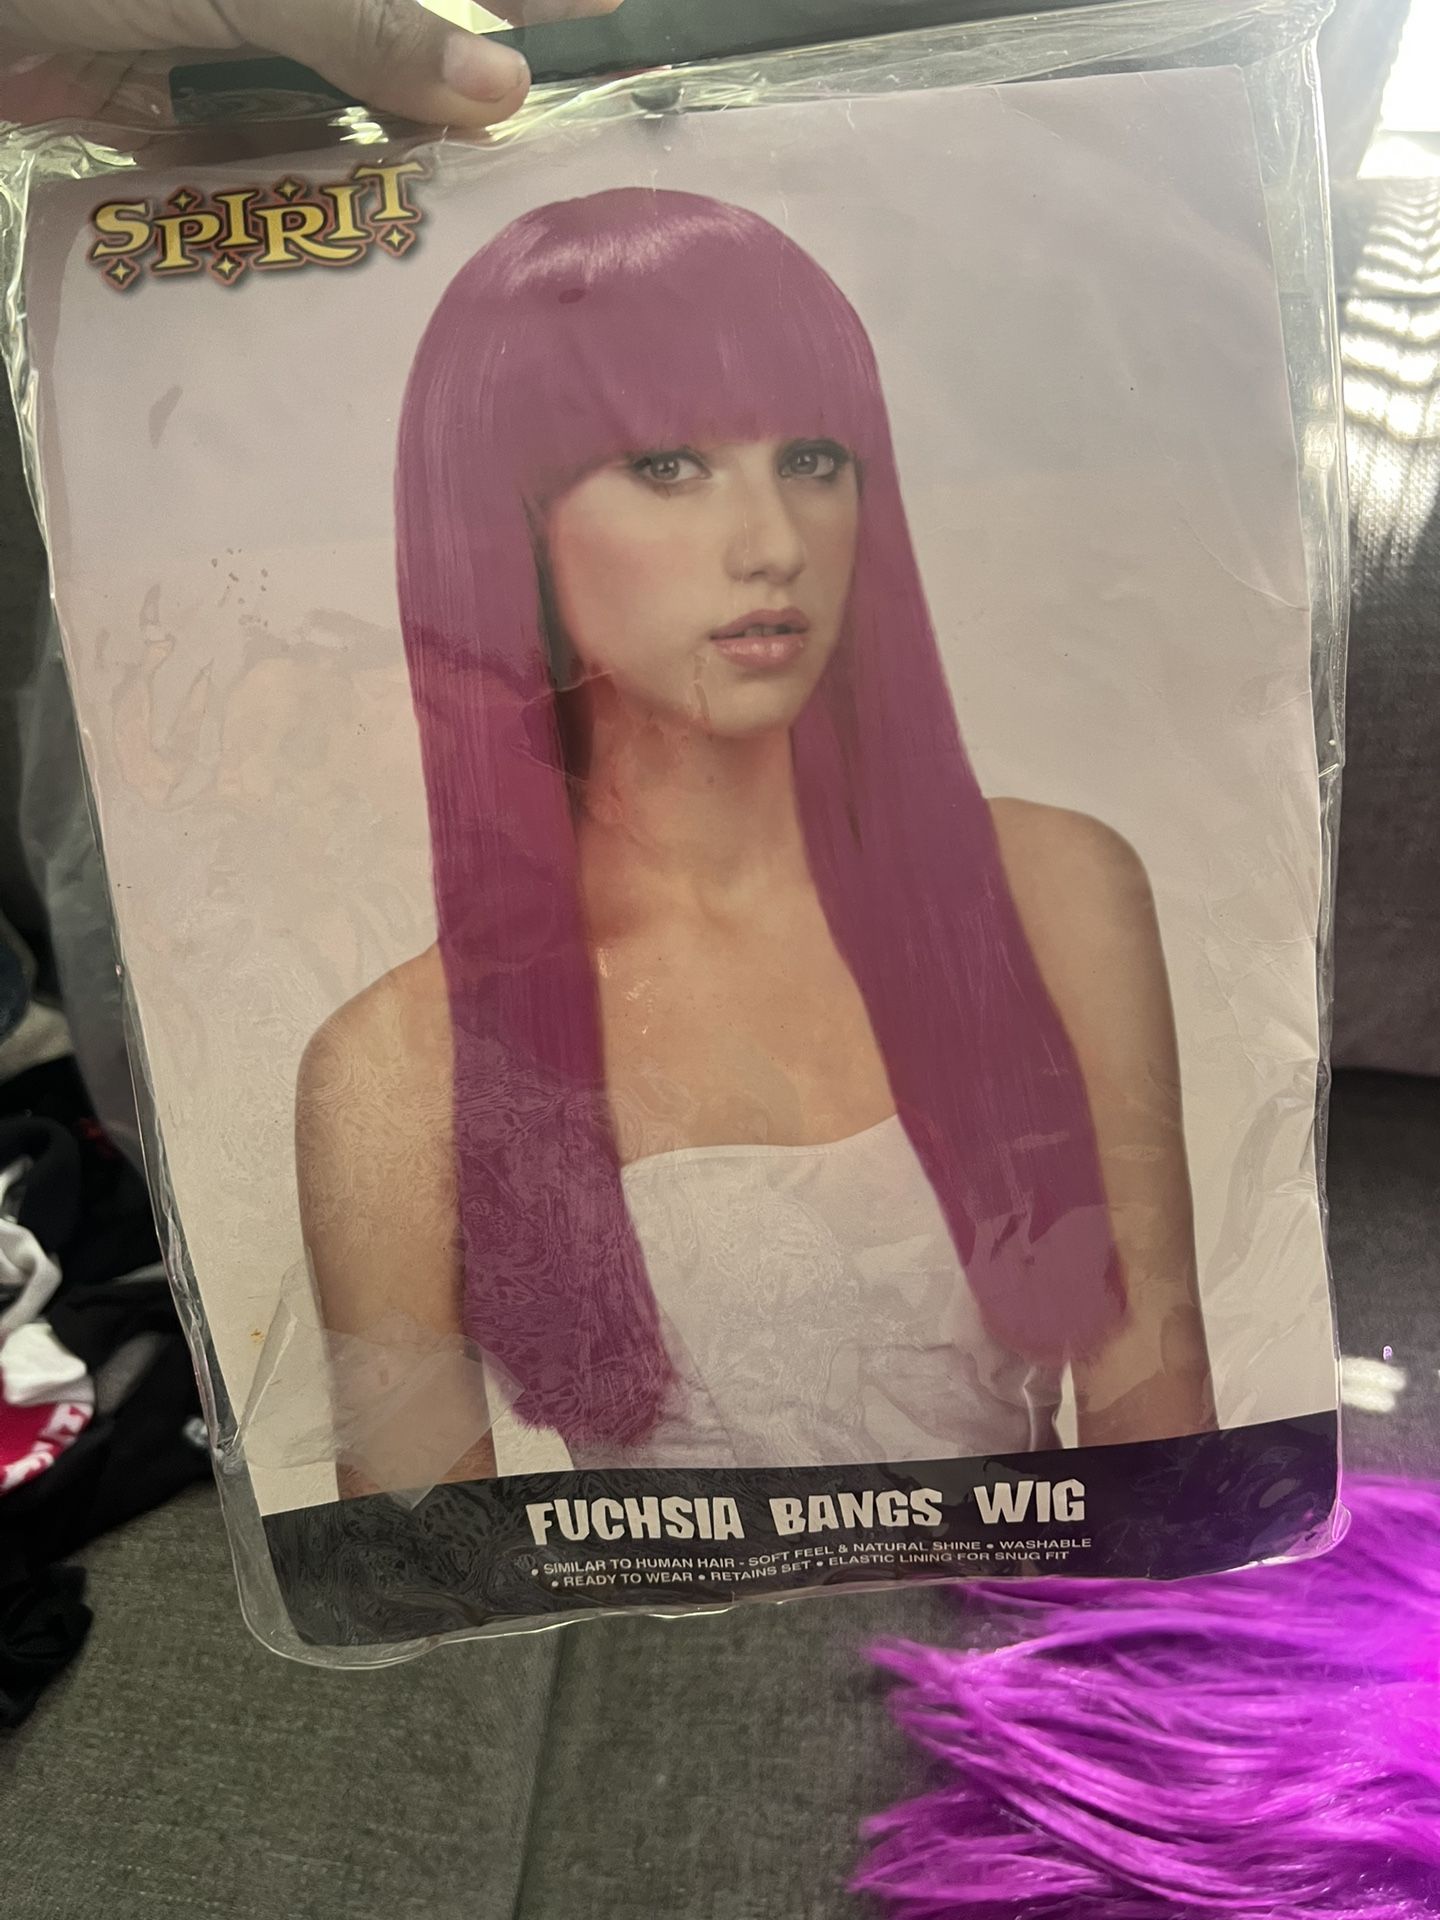 SPIRIT
FUCHSIA BANGS WIG
• SIMILAR TO HUMAN HAIR - SOFT FEEL & NATURAL SHINE • WASHABLE
• READY TO WEAR • RETAINS SET • ELASTIC LINING FOR SNUG FIT